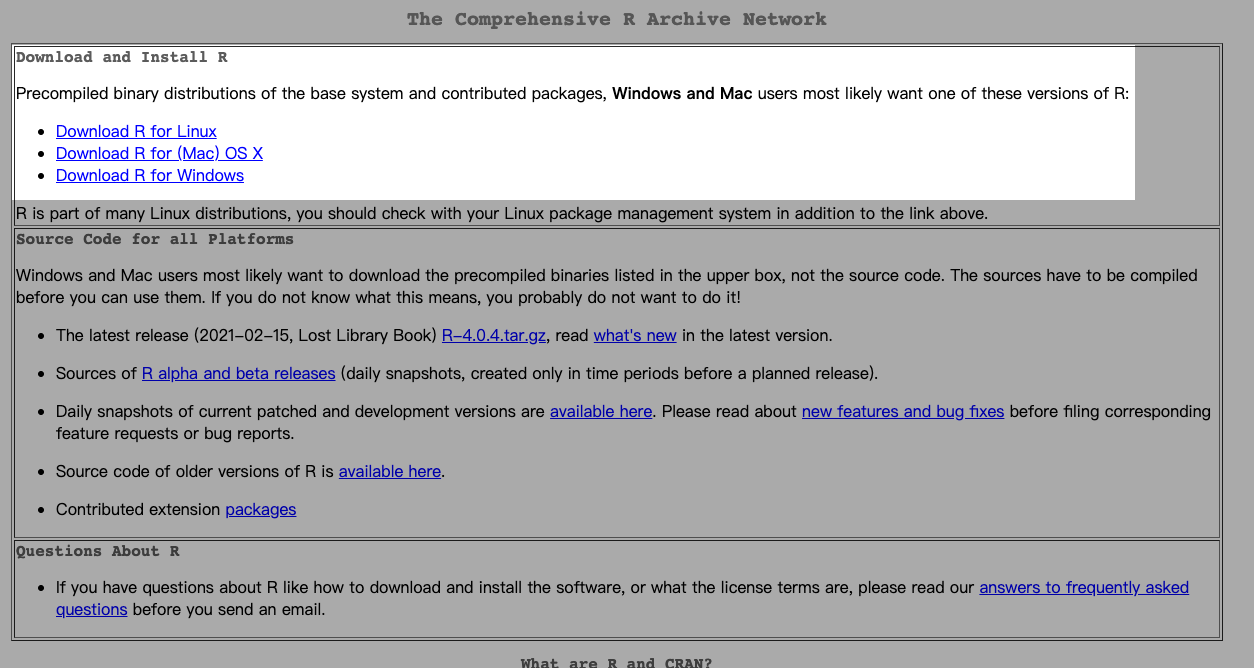 The Comprehensive R Archive Network
Download and Install R
Precompiled binary distributions of the base system and contributed packages, Windows and Mac users most likely want one of these versions of R:
Download R for Linux
Download R for (Mac) OS X
Download R for Windows
R is part of many Linux distributions, you should check with your Linux package management system in addition to the link above.
Source Code for all Platforms
Windows and Mac users most likely want to download the precompiled binaries listed in the upper box, not the source code. The sources have to be compiled
before you can use them. If you do not know what this means, you probably do not want to do it!
The latest release (2021-02-15, Lost Library Book) R-4.0.4.tar.gz, read what's new in the latest version.
Sources of R alpha and beta releases (daily snapshots, created only in time periods before a planned release).
Daily snapshots of current patched and development versions are available here. Please read about new features and bug fixes before filing corresponding
feature requests or bug reports.
Source code of older versions of R is available here.
Contributed extension packages
Questions About R
If you have questions about R like how to download and install the software, or what the license terms are, please read our answers to frequently asked
questions before you send an email.
What are R and CRAN?